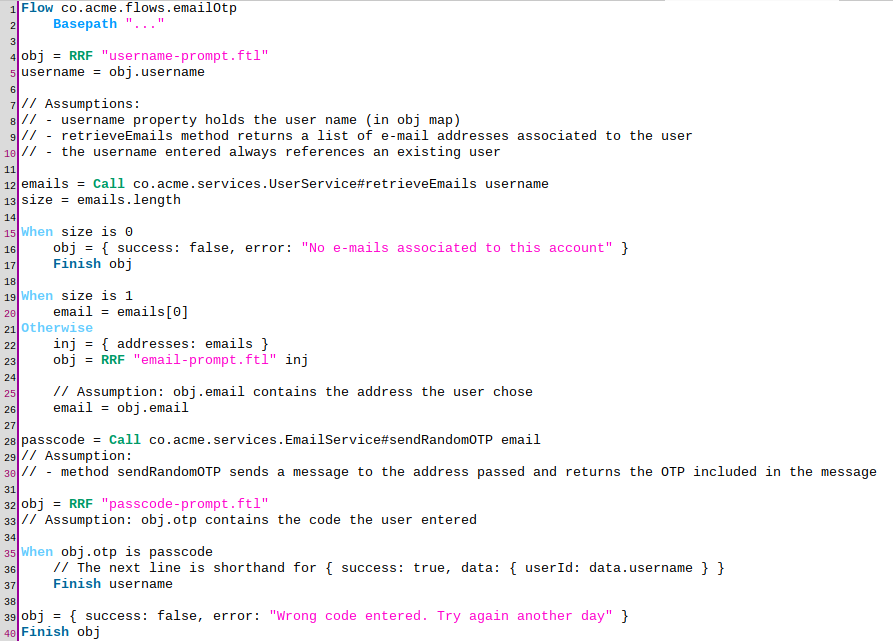 1 Flow co.acme.flows.emailOtp
2     Basepath "..."
3
4 obj = RRF "username-prompt.ftl"
5 username = obj.username
6
7 // Assumptions:
8 // - username property holds the user name (in obj map)
9 // - retrieveEmails method returns a list of e-mail addresses associated to the user
10 // - the username entered always references an existing user
11
12 emails = Call co.acme.services.UserService#retrieveEmails username
13 size = emails.length
14
15 When size is 0
16     obj = { success: false, error: "No e-mails associated to this account" }
17     Finish obj
18
19 When size is 1
20     email = emails[0]
21 Otherwise
22     inj = { addresses: emails }
23     obj = RRF "email-prompt.ftl" inj
24
25     // Assumption: obj.email contains the address the user chose
26     email = obj.email
27
28 passcode = Call co.acme.services.EmailService#sendRandomOTP email
29 // Assumption:
30 // - method sendRandomOTP sends a message to the address passed and returns the OTP included in the message
31
32 obj = RRF "passcode-prompt.ftl"
33 // Assumption: obj.otp contains the code the user entered
34
35 When obj.otp is passcode
36     // The next line is shorthand for { success: true, data: { userId: data.username } }
37     Finish username
38
39 obj = { success: false, error: "Wrong code entered. Try again another day" }
40 Finish obj